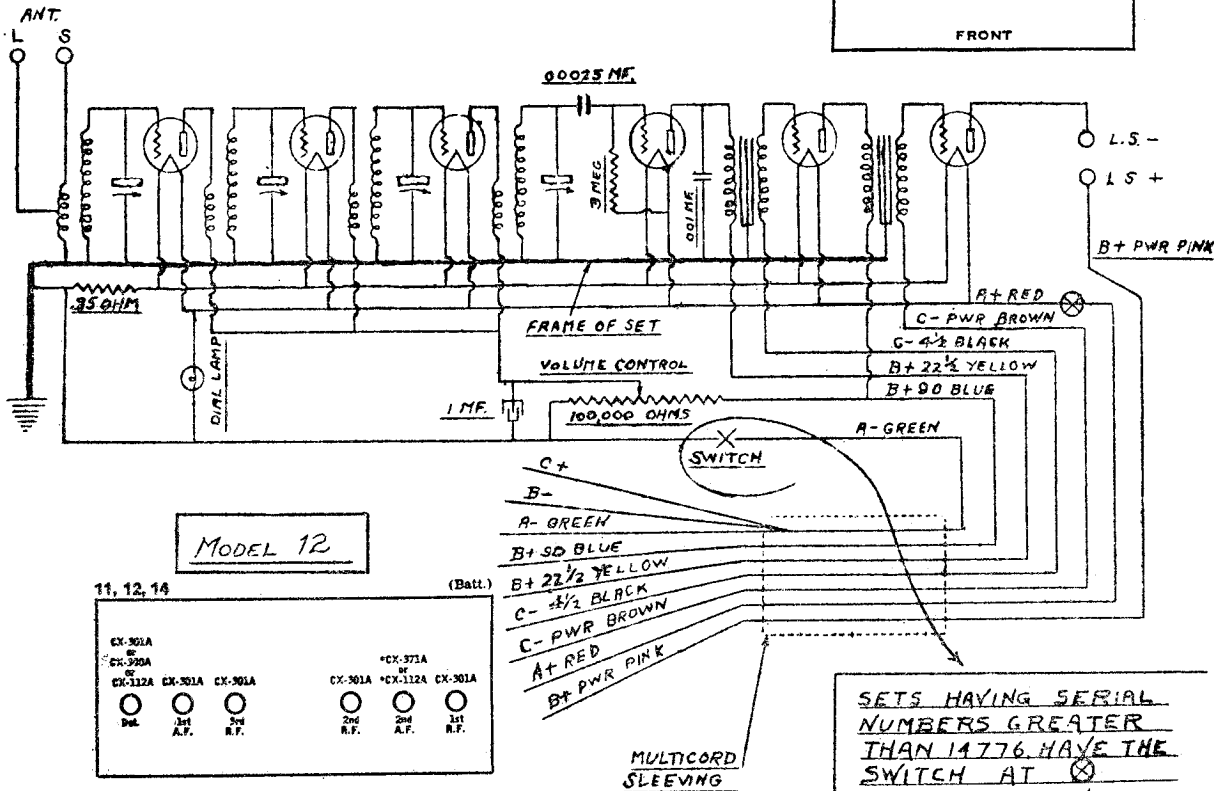 ANT.
L S
FRONT
.00025 MF.
3 MEG
.001 MF
L.S. -
L S +
B+ PWR PINK
.35 OHM
FRAME OF SET
A+ RED
C- PWR BROWN
C- 4½ BLACK
B+ 22½ YELLOW
B+ 90 BLUE
DIAL LAMP
VOLUME CONTROL
1 MF.
100,000 OHMS
A- GREEN
SWITCH
C+
B-
A- GREEN
B+ 90 BLUE
B+ 22½ YELLOW
C- 4½ BLACK
C- PWR BROWN
A+ RED
B+ PWR PINK
MODEL 12
11, 12, 14 (Batt.)
CX-301A
or
CX-300A
or
CX-112A CX-301A CX-301A
Det. 1st A.F. 3rd R.F.
*CX-371A
or
CX-301A *CX-112A CX-301A
2nd R.F. 2nd A.F. 1st R.F.
MULTICORD
SLEEVING
SETS HAVING SERIAL
NUMBERS GREATER
THAN 14776, HAVE THE
SWITCH AT ⊗